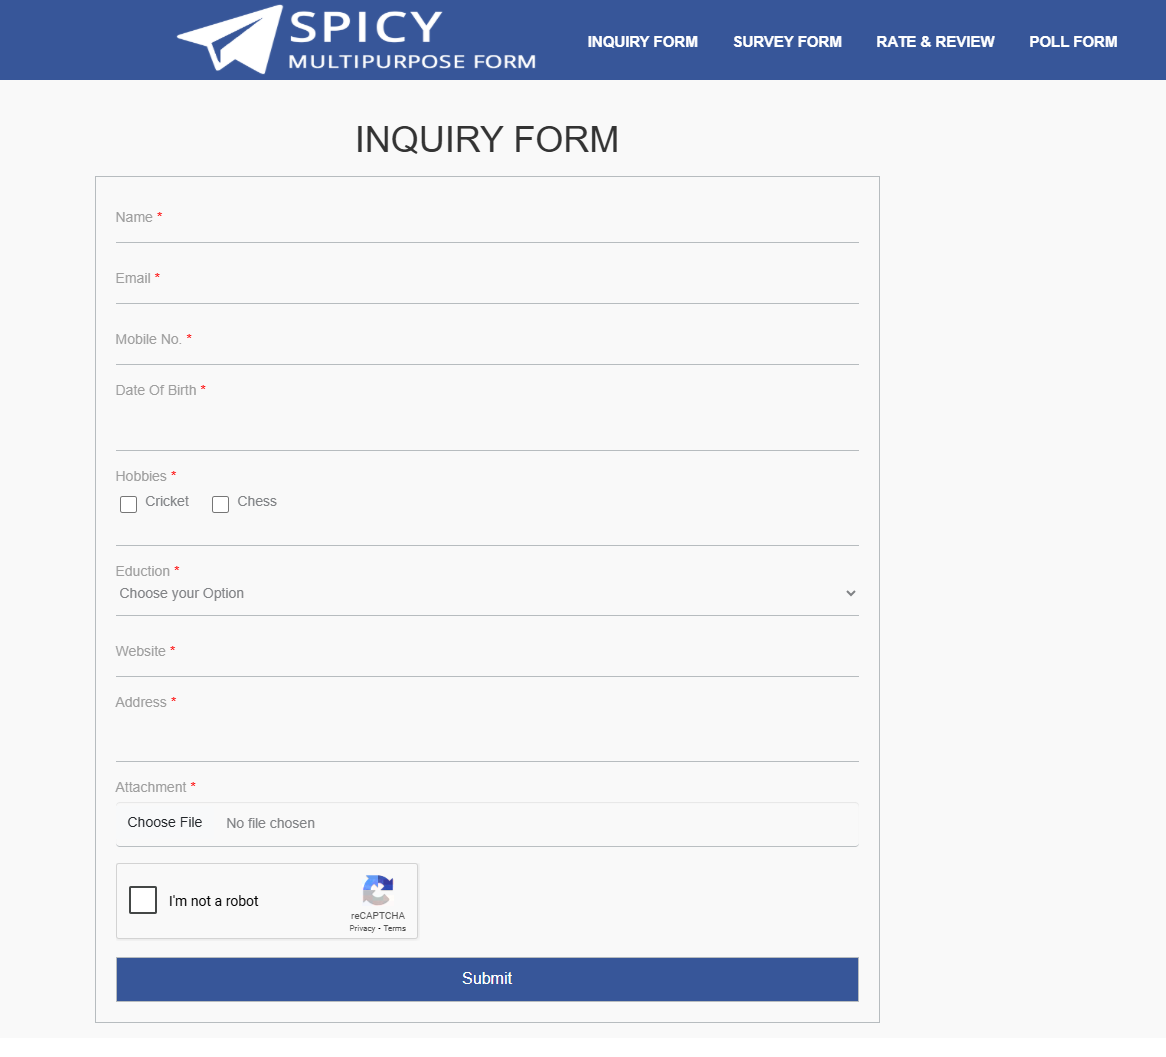 SPICY
MULTIPURPOSE FORM
INQUIRY FORM SURVEY FORM RATE & REVIEW POLL FORM
INQUIRY FORM
Name *
Email *
Mobile No. *
Date Of Birth *
Hobbies *
Cricket Chess
Eduction *
Choose your Option
Website *
Address *
Attachment *
Choose File No file chosen
I'm not a robot
reCAPTCHA
Privacy - Terms
Submit